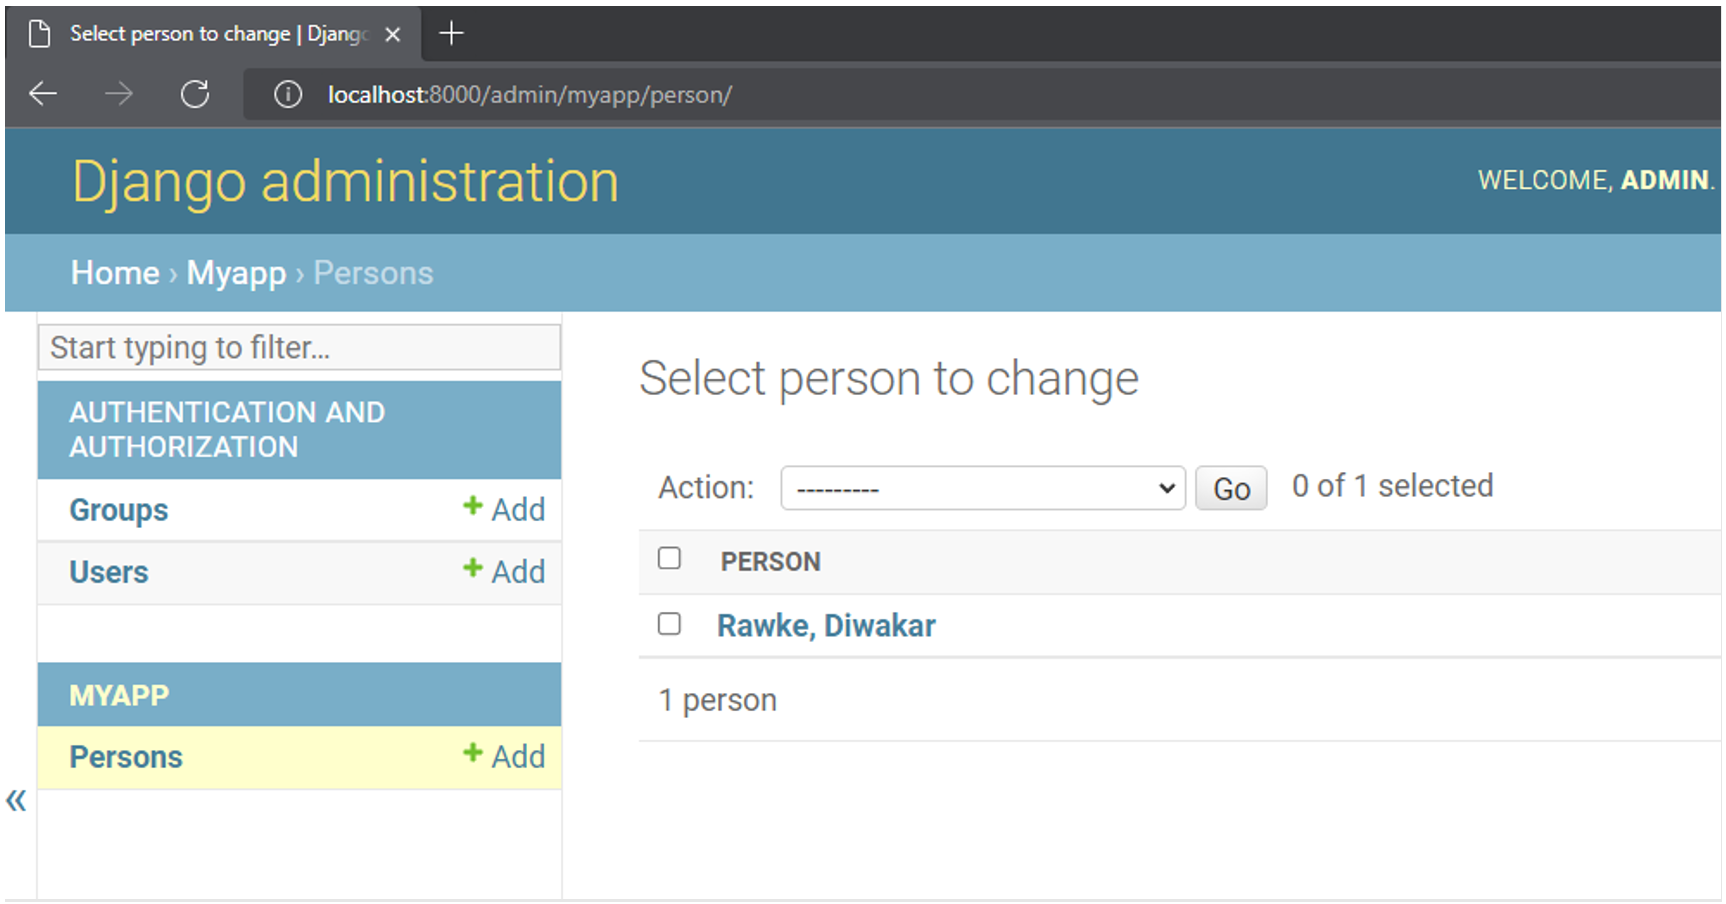 Select person to change | Django
localhost:8000/admin/myapp/person/
Django administration
WELCOME, ADMIN.
Home › Myapp › Persons
Start typing to filter...
AUTHENTICATION AND
AUTHORIZATION
Groups + Add
Users + Add
MYAPP
Persons + Add
«
Select person to change
Action: --------- Go 0 of 1 selected
PERSON
Rawke, Diwakar
1 person